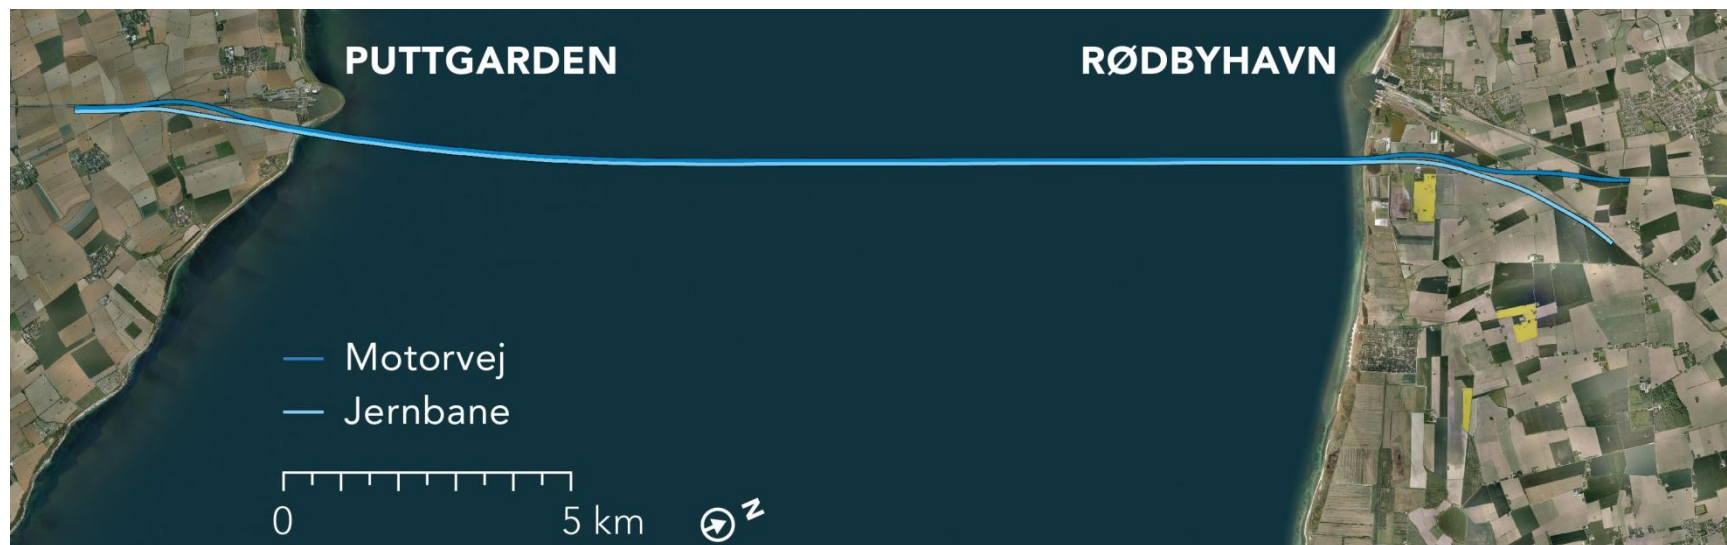 PUTTGARDEN
RØDBYHAVN
Motorvej
Jernbane
0
5 km
N